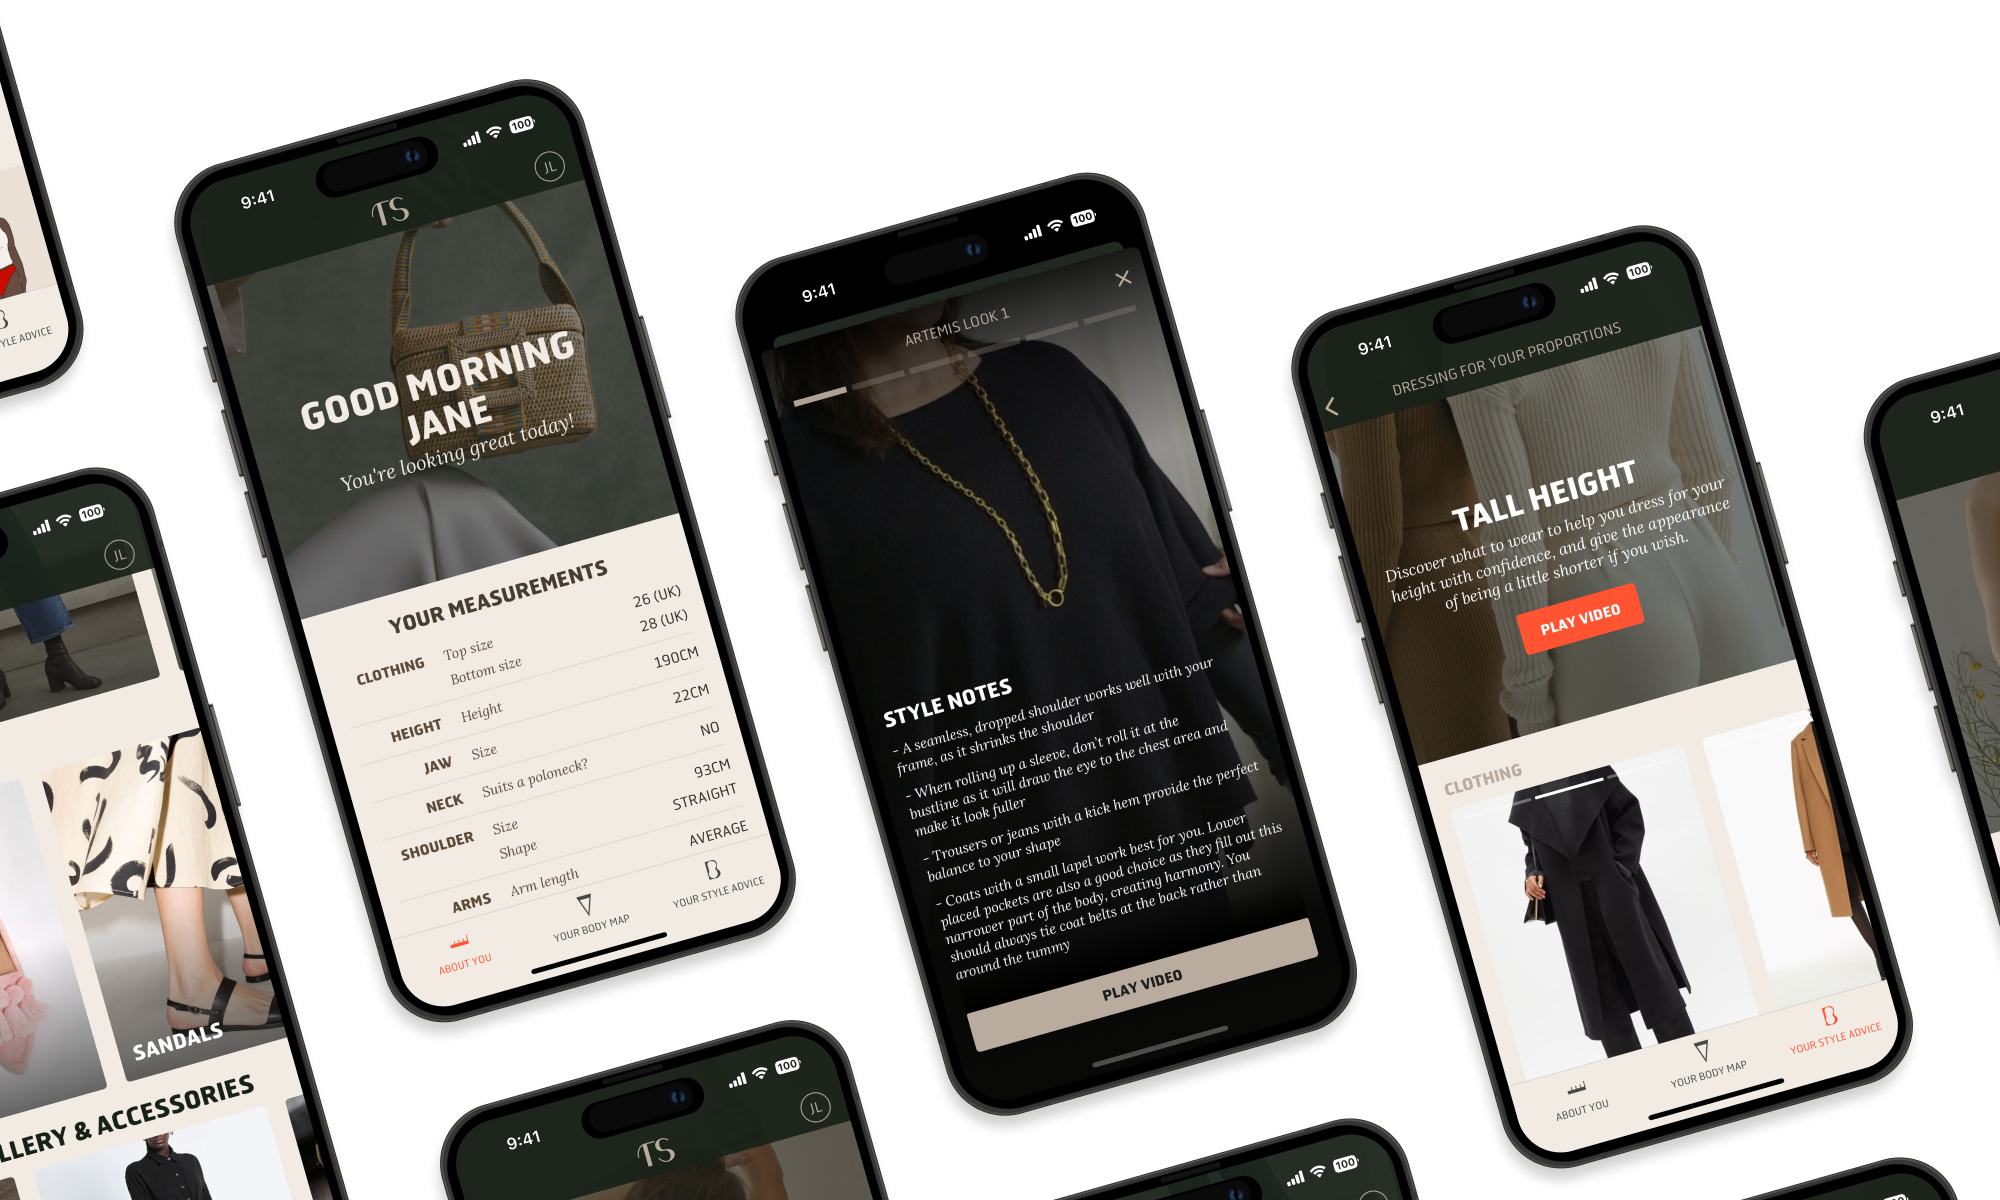 YLE ADVICE
100
JL
SANDALS
LLERY & ACCESSORIES
9:41
100
JL
TS
GOOD MORNING
JANE
You're looking great today!
YOUR MEASUREMENTS
CLOTHING Top size 26 (UK)
Bottom size 28 (UK)
HEIGHT Height 190CM
JAW Size 22CM
NECK Suits a poloneck? NO
SHOULDER Size 93CM
Shape STRAIGHT
ARMS Arm length AVERAGE
ABOUT YOU
YOUR BODY MAP
YOUR STYLE ADVICE
9:41
100
JL
TS
9:41
100
ARTEMIS LOOK 1
STYLE NOTES
- A seamless, dropped shoulder works well with your
frame, as it shrinks the shoulder
- When rolling up a sleeve, don't roll it at the
bustline as it will draw the eye to the chest area and
make it look fuller
- Trousers or jeans with a kick hem provide the perfect
balance to your shape
- Coats with a small lapel work best for you. Lower
placed pockets are also a good choice as they fill out this
narrower part of the body, creating harmony. You
should always tie coat belts at the back rather than
around the tummy
PLAY VIDEO
100
9:41
100
DRESSING FOR YOUR PROPORTIONS
TALL HEIGHT
Discover what to wear to help you dress for your
height with confidence, and give the appearance
of being a little shorter if you wish.
PLAY VIDEO
CLOTHING
ABOUT YOU
YOUR BODY MAP
YOUR STYLE ADVICE
9:41